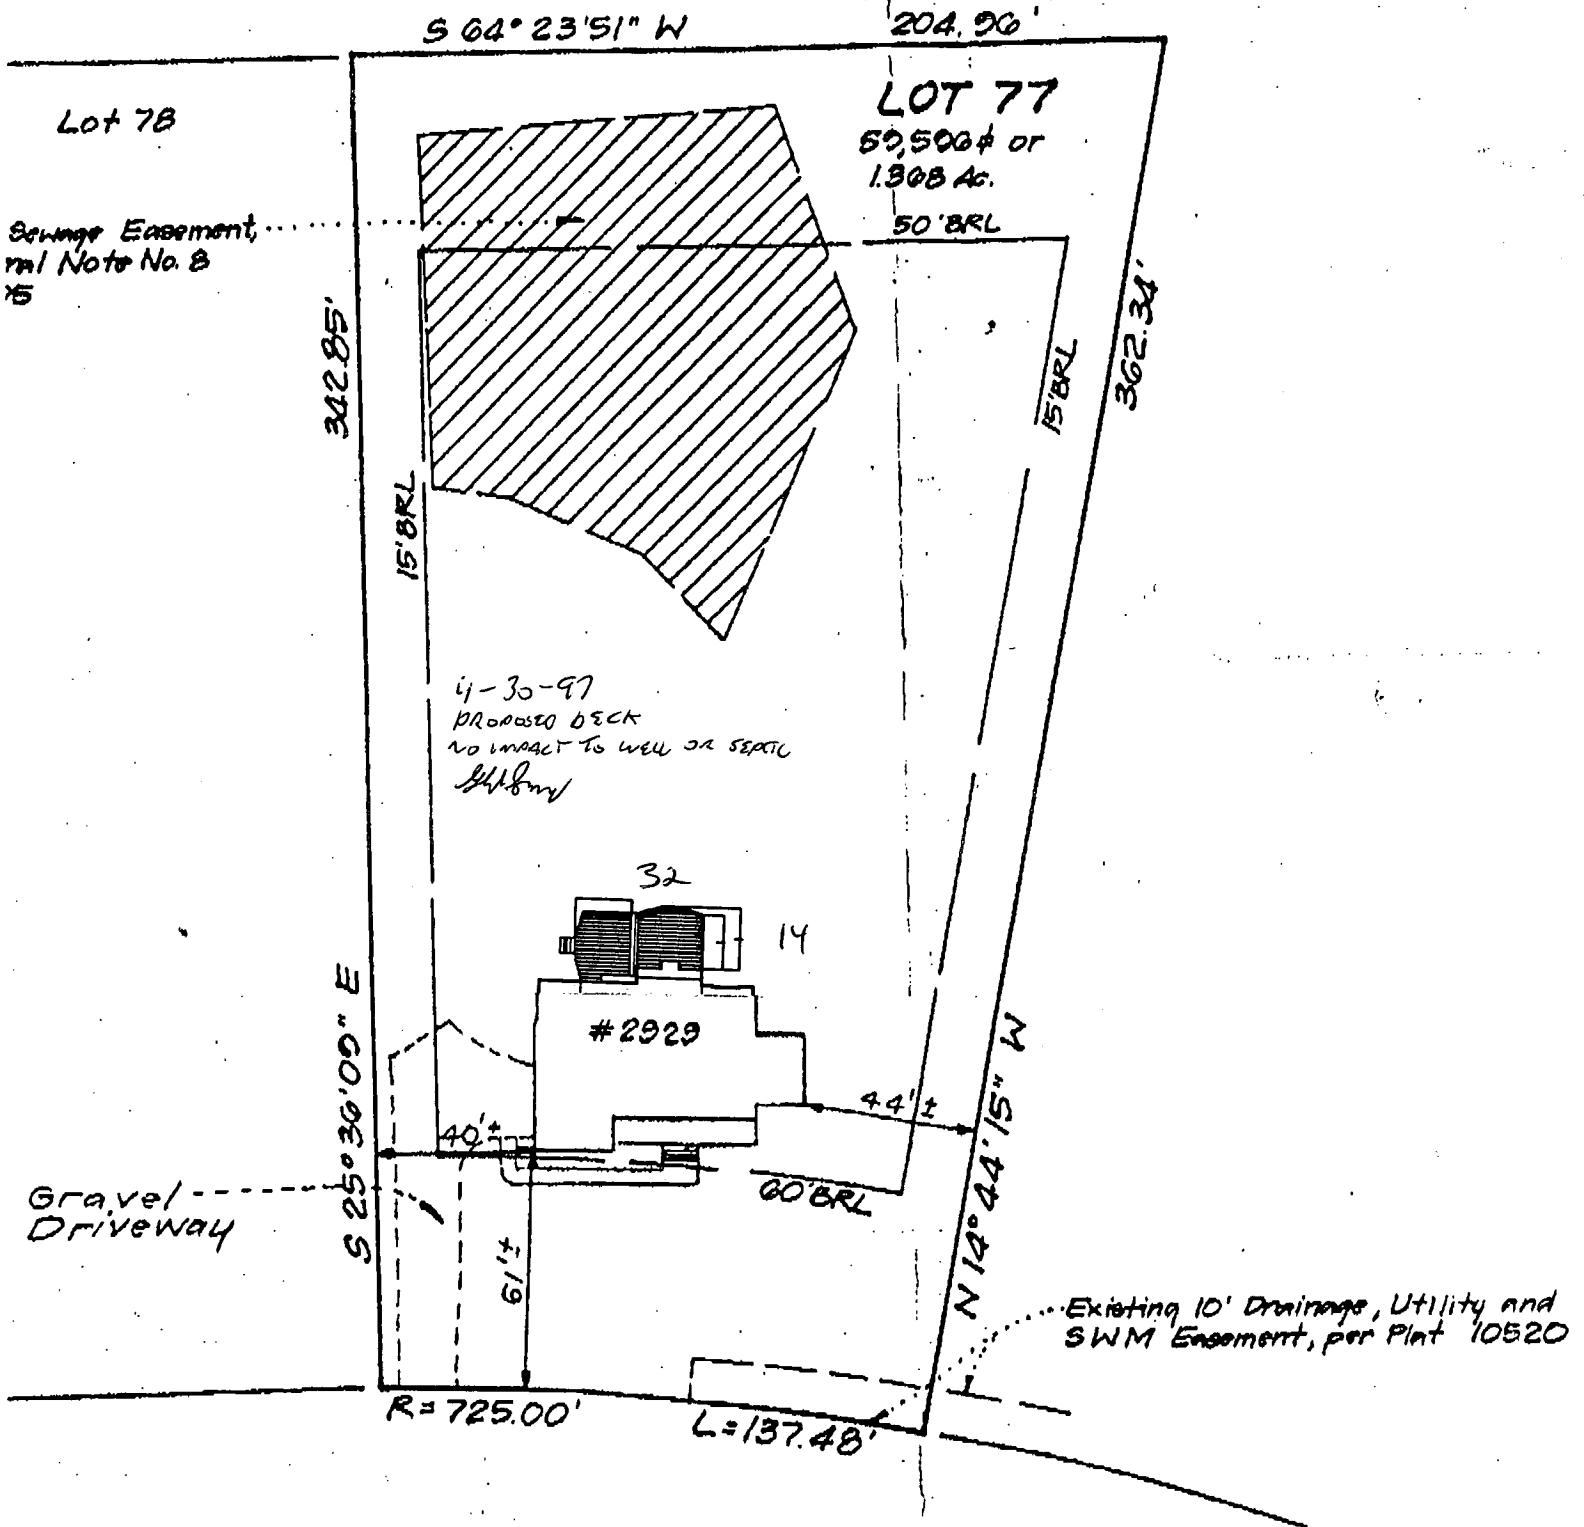 S 64° 23'51" W 204.96'
Lot 78
LOT 77
59,596 ⏍ or
1.368 Ac.
Sewage Easement,
nal Note No. 8
50' BRL
342.85'
362.34'
15' BRL
15' BRL
4-30-97
PROPOSED DECK
NO IMPACT TO WELL OR SEPTIC
32
14
#2929
S 25° 36'09" E
40'±
44'±
N 14° 44' 15" W
60' BRL
Gravel
Driveway
61'±
Existing 10' Drainage, Utility and
SWM Easement, per Plat 10520
R=725.00'
L=137.48'